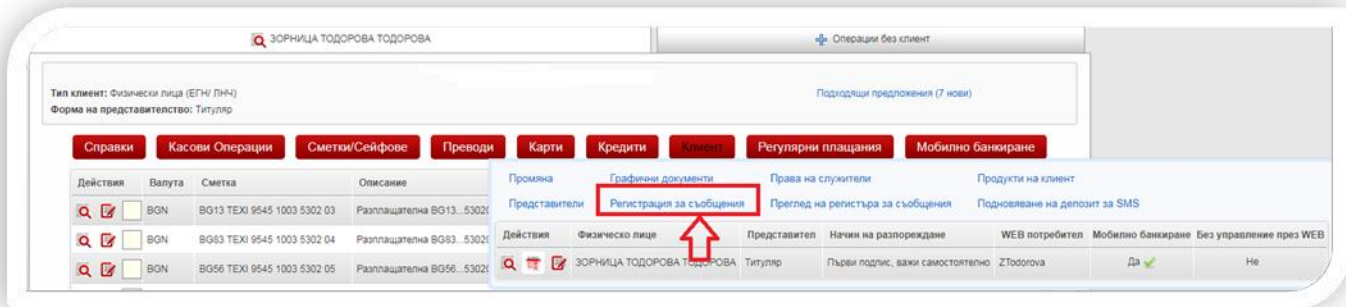 ЗОРНИЦА ТОДОРОВА ТОДОРОВА
Операции без клиент
Тип клиент: Физически лица (ЕГН/ ЛНЧ)
Подходящи предложения (7 нови)
Форма на представителство: Титуляр
Справки Касови Операции Сметки/Сейфове Преводи Карти Кредити Клиент Регулярни плащания Мобилно банкиране
Действия Валута Сметка Описание
BGN BG13 TEXI 9545 1003 5302 03 Разплащателна BG13...5302
BGN BG83 TEXI 9545 1003 5302 04 Разплащателна BG83...5302
BGN BG56 TEXI 9545 1003 5302 05 Разплащателна BG56...5302
Промяна Графични документи Права на служители Продукти на клиент
Представители Регистрация за съобщения Преглед на регистъра за съобщения Подновяване на депозит за SMS
Действия Физическо лице Представител Начин на разпореждане WEB потребител Мобилно банкиране Без управление през WEB
ЗОРНИЦА ТОДОРОВА ТОДОРОВА Титуляр Първи подпис, важи самостоятелно ZTodorova Да Не